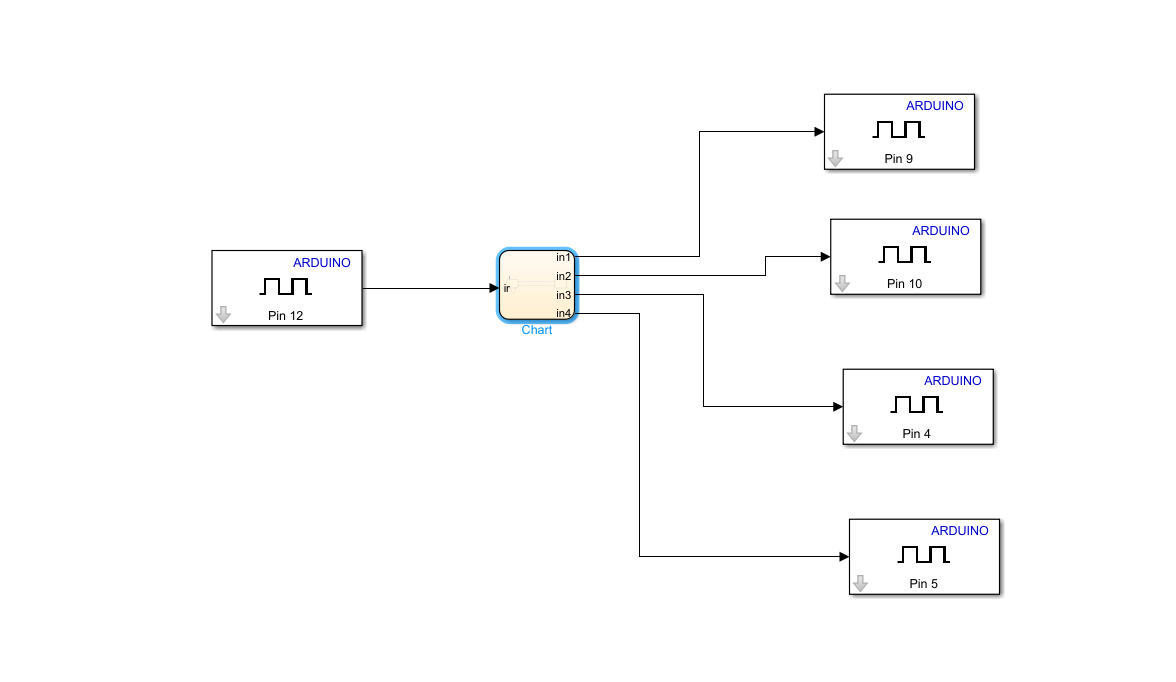 ARDUINO
Pin 9
ARDUINO
Pin 10
ARDUINO
Pin 12
in1
in2
ir
in3
in4
Chart
ARDUINO
Pin 4
ARDUINO
Pin 5